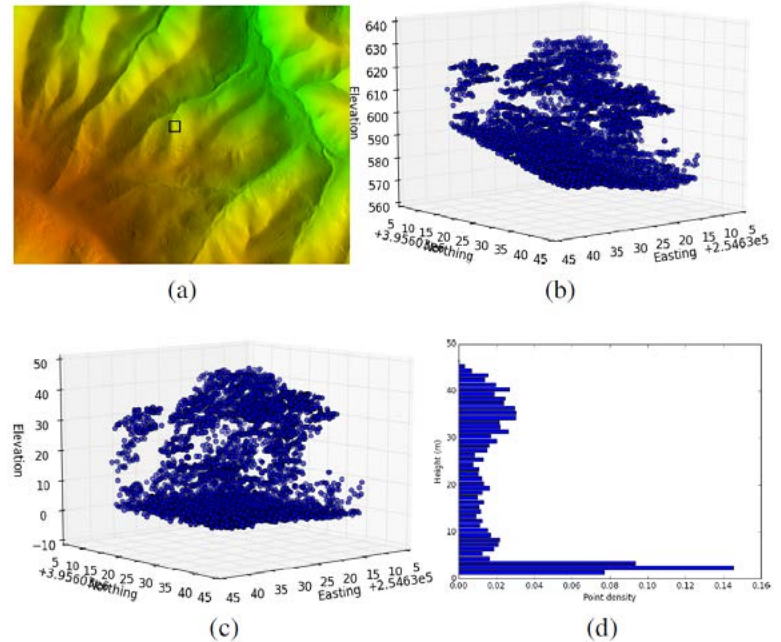 (a)
640
630
620
610
600
590
580
570
560
Elevation
5 10 15 20 25 30 35 40 45
Northing
45 40 35 30 25 20 15 10 5
Easting +2.5463e5
(b)
50
40
30
20
10
0
−10
Elevation
5 10 15 20 25 30 35 40 45
Northing
45 40 35 30 25 20 15 10 5
Easting +2.5463e5
(c)
50
40
30
20
10
0
Height (m)
0.00 0.02 0.04 0.06 0.08 0.10 0.12 0.14 0.16
Point density
(d)